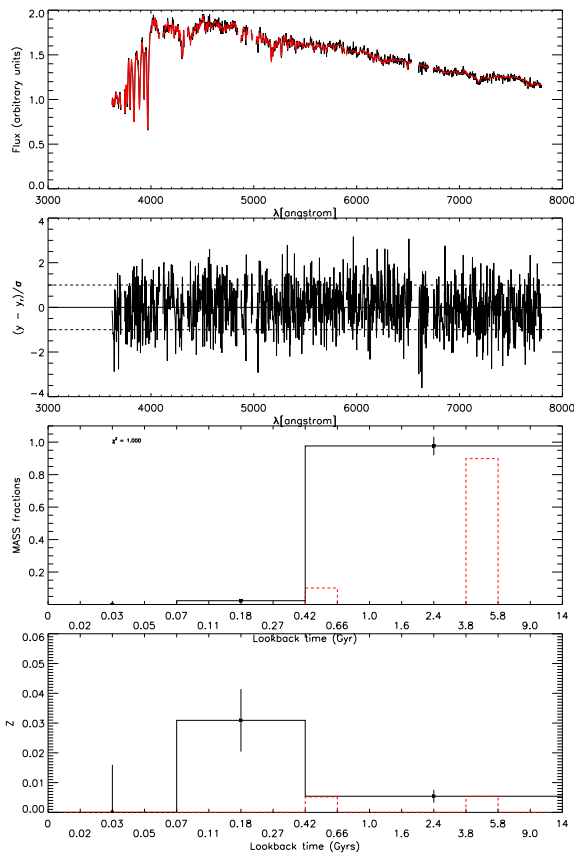 2.0
1.5
1.0
0.5
0.0
Flux (arbitrary units)
3000 4000 5000 6000 7000 8000
λ[angstrom]
4
2
0
−2
−4
(y − yᵢ)/σ
3000 4000 5000 6000 7000 8000
λ[angstrom]
χ² = 1.000
1.0
0.8
0.6
0.4
0.2
MASS fractions
0 0.03 0.07 0.18 0.42 1.0 2.4 5.8 14
0.02 0.05 0.11 0.27 0.66 1.6 3.8 9.0
Lookback time (Gyr)
0.06
0.05
0.04
0.03
0.02
0.01
0.00
Z
0 0.03 0.07 0.18 0.42 1.0 2.4 5.8 14
0.02 0.05 0.11 0.27 0.66 1.6 3.8 9.0
Lookback time (Gyrs)